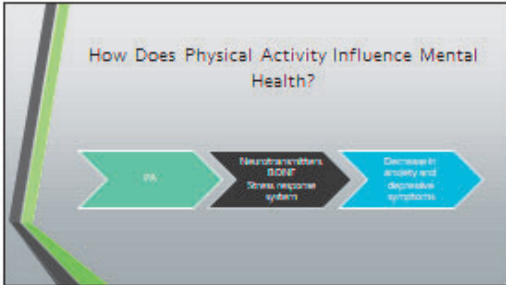 How Does Physical Activity Influence Mental
Health?
PA
Neurotransmitters
BDNF
Stress response
system
Decrease in
anxiety and
depressive
symptoms